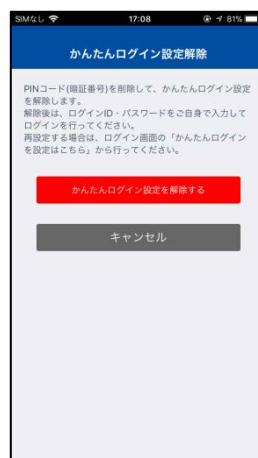 SIMなし 17:08 81%
かんたんログイン設定解除
PINコード(暗証番号)を削除して、かんたんログイン設定
を解除します。
解除後は、ログインID・パスワードをご自身で入力して
ログインを行ってください。
再設定する場合は、ログイン画面の「かんたんログイン
を設定はこちら」から行ってください。
かんたんログイン設定を解除する
キャンセル